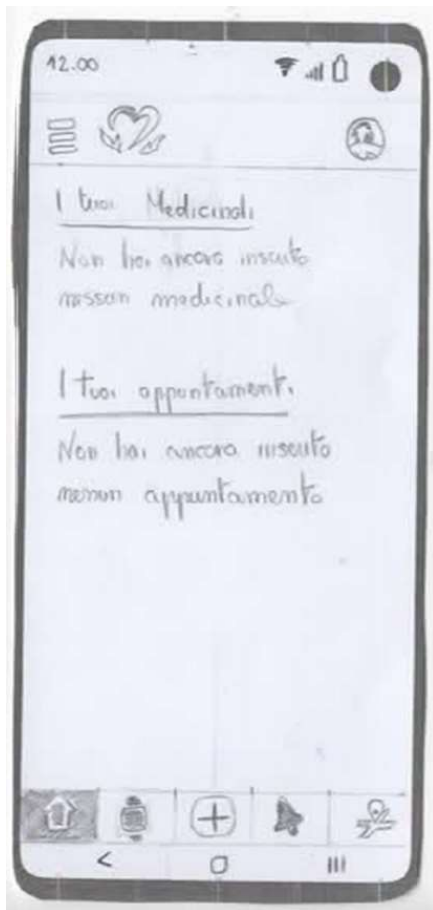 12.00
I tuoi Medicinali
Non hai ancora inserito
nessun medicinale
I tuoi appuntamenti
Non hai ancora inserito
nessun appuntamento